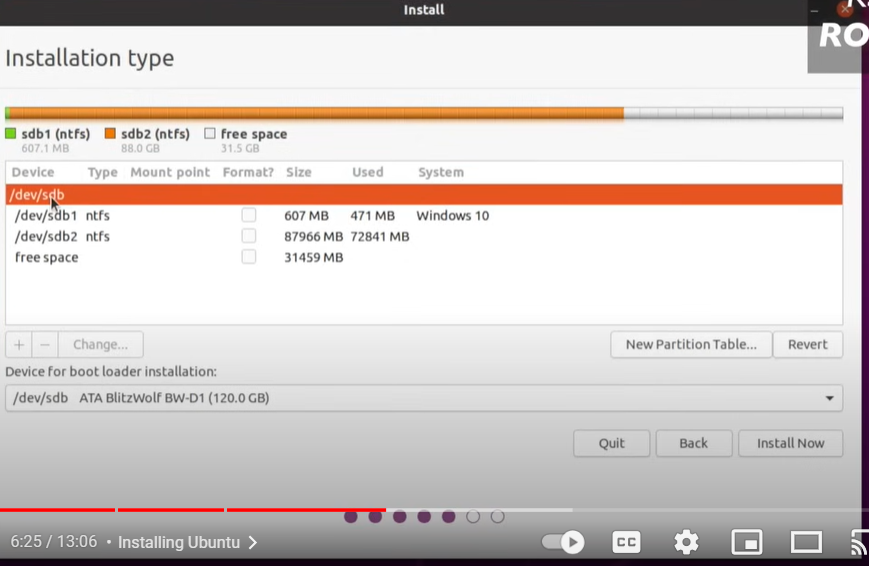 Install
RO
Installation type
sdb1 (ntfs) sdb2 (ntfs) free space
607.1 MB 88.0 GB 31.5 GB
Device Type Mount point Format? Size Used System
/dev/sdb
/dev/sdb1 ntfs 607 MB 471 MB Windows 10
/dev/sdb2 ntfs 87966 MB 72841 MB
free space 31459 MB
+ − Change... New Partition Table... Revert
Device for boot loader installation:
/dev/sdb ATA BlitzWolf BW-D1 (120.0 GB)
Quit Back Install Now
6:25 / 13:06 • Installing Ubuntu CC